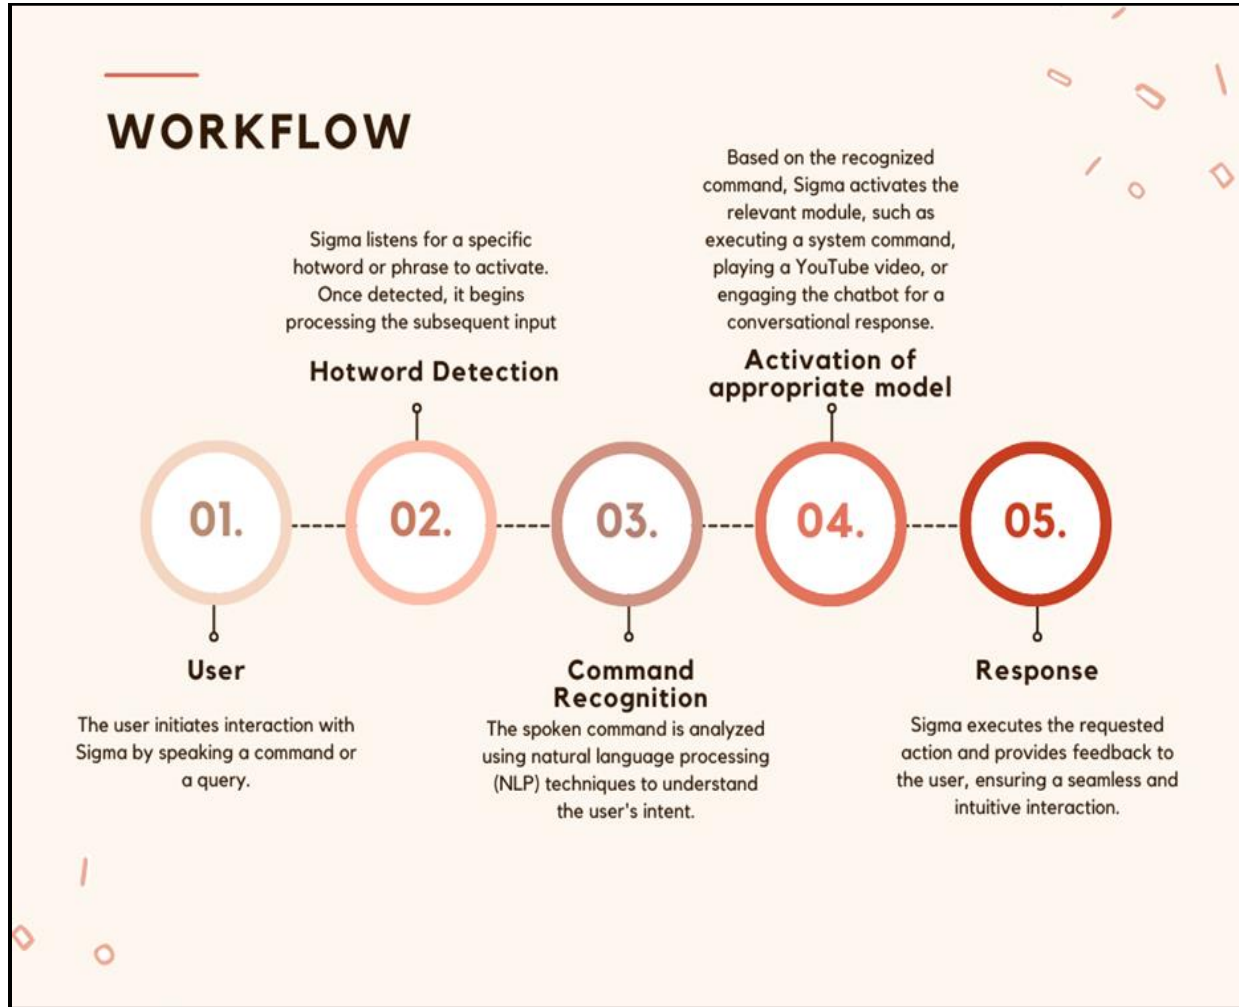 WORKFLOW
01.
User
The user initiates interaction with
Sigma by speaking a command or
a query.
Sigma listens for a specific
hotword or phrase to activate.
Once detected, it begins
processing the subsequent input
Hotword Detection
02.
03.
Command
Recognition
The spoken command is analyzed
using natural language processing
(NLP) techniques to understand
the user's intent.
Based on the recognized
command, Sigma activates the
relevant module, such as
executing a system command,
playing a YouTube video, or
engaging the chatbot for a
conversational response.
Activation of
appropriate model
04.
05.
Response
Sigma executes the requested
action and provides feedback to
the user, ensuring a seamless and
intuitive interaction.